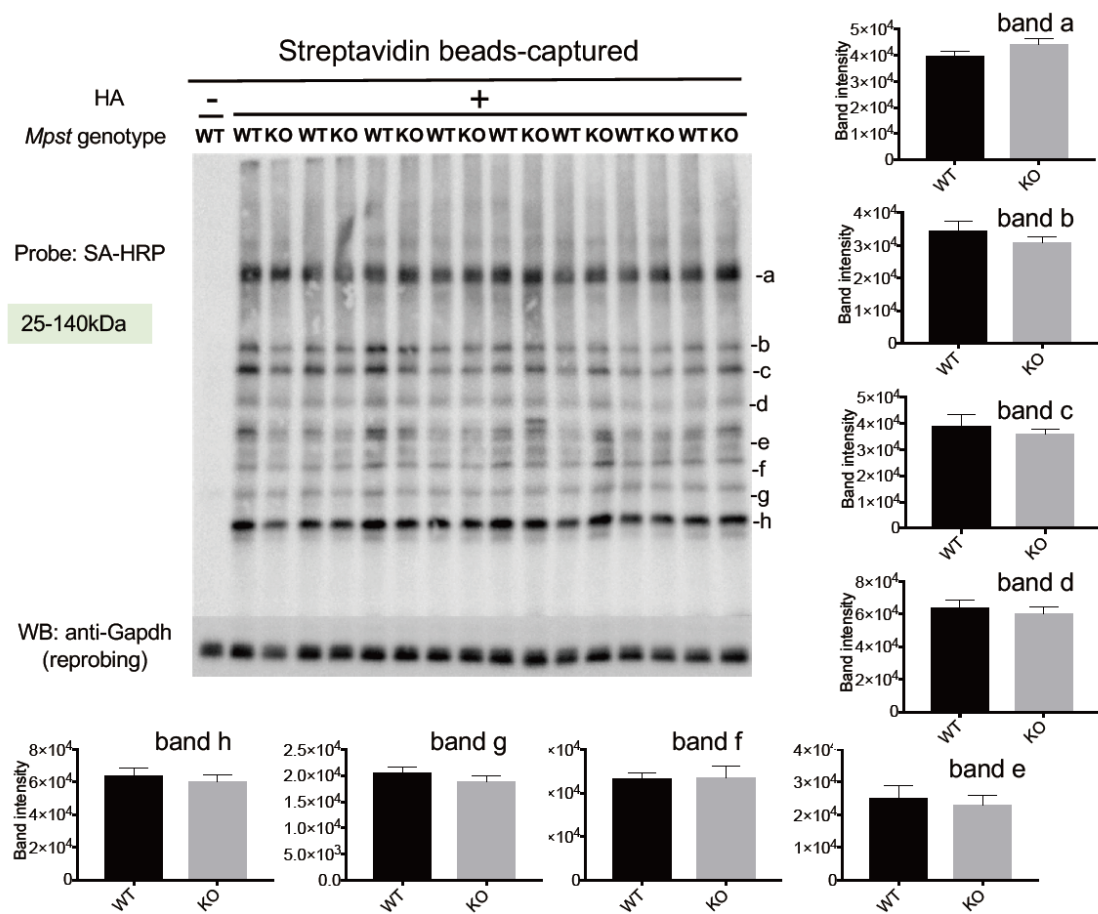 Streptavidin beads-captured
HA - +
Mpst genotype WT WT KO WT KO WT KO WT KO WT KO WT KO WT KO WT KO
Probe: SA-HRP
25-140kDa
-a
-b
-c
-d
-e
-f
-g
-h
WB: anti-Gapdh
(reprobing)
band a
Band intensity
5×10⁴
4×10⁴
3×10⁴
2×10⁴
1×10⁴
0
WT KO
band b
Band intensity
4×10⁴
3×10⁴
2×10⁴
1×10⁴
0
WT KO
band c
Band intensity
5×10⁴
4×10⁴
3×10⁴
2×10⁴
1×10⁴
0
WT KO
band d
Band intensity
8×10⁴
6×10⁴
4×10⁴
2×10⁴
0
WT KO
band h
Band intensity
8×10⁴
6×10⁴
4×10⁴
2×10⁴
0
WT KO
band g
2.5×10⁴
2.0×10⁴
1.5×10⁴
1.0×10⁴
5.0×10³
0.0
WT KO
band f
×10⁴
×10⁴
×10⁴
0
WT KO
band e
Band intensity
4×10⁴
3×10⁴
2×10⁴
1×10⁴
0
WT KO